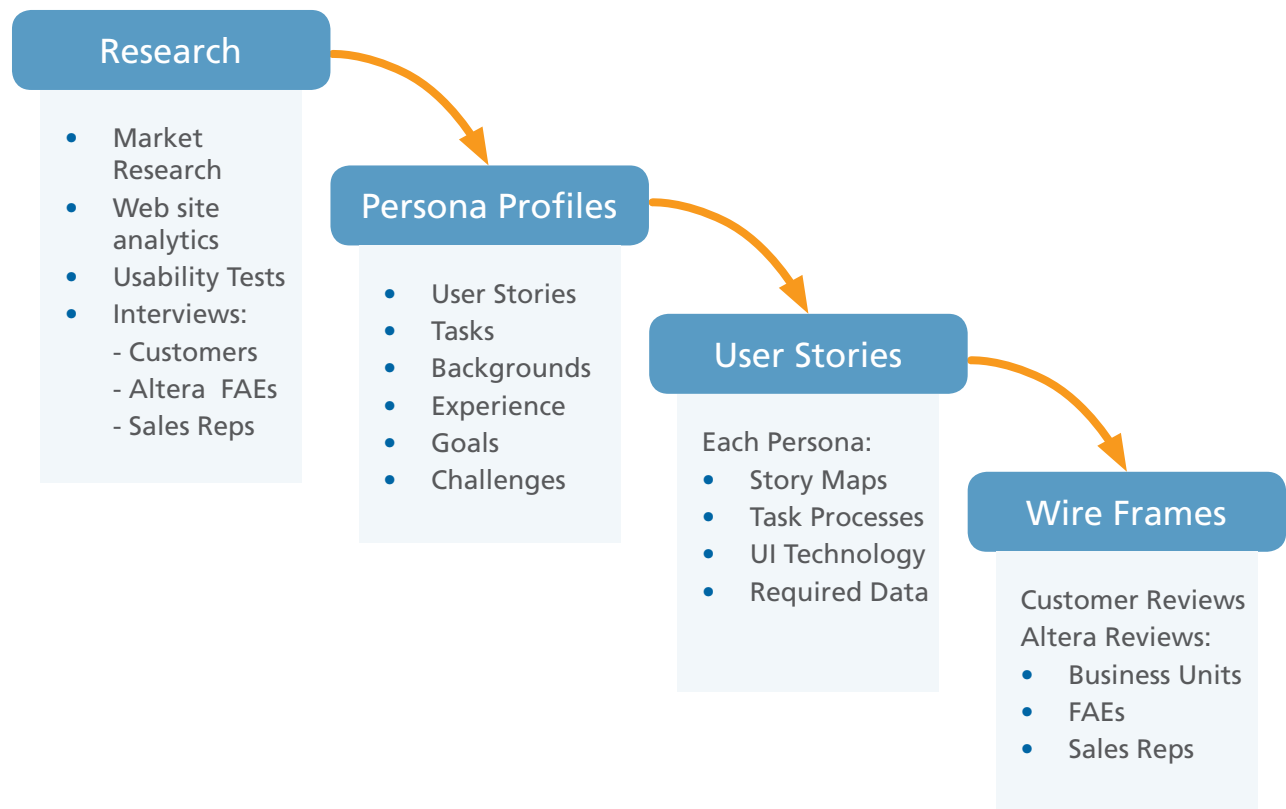 Research
• Market
Research
• Web site
analytics
• Usability Tests
• Interviews:
- Customers
- Altera FAEs
- Sales Reps
Persona Profiles
• User Stories
• Tasks
• Backgrounds
• Experience
• Goals
• Challenges
User Stories
Each Persona:
• Story Maps
• Task Processes
• UI Technology
• Required Data
Wire Frames
Customer Reviews
Altera Reviews:
• Business Units
• FAEs
• Sales Reps